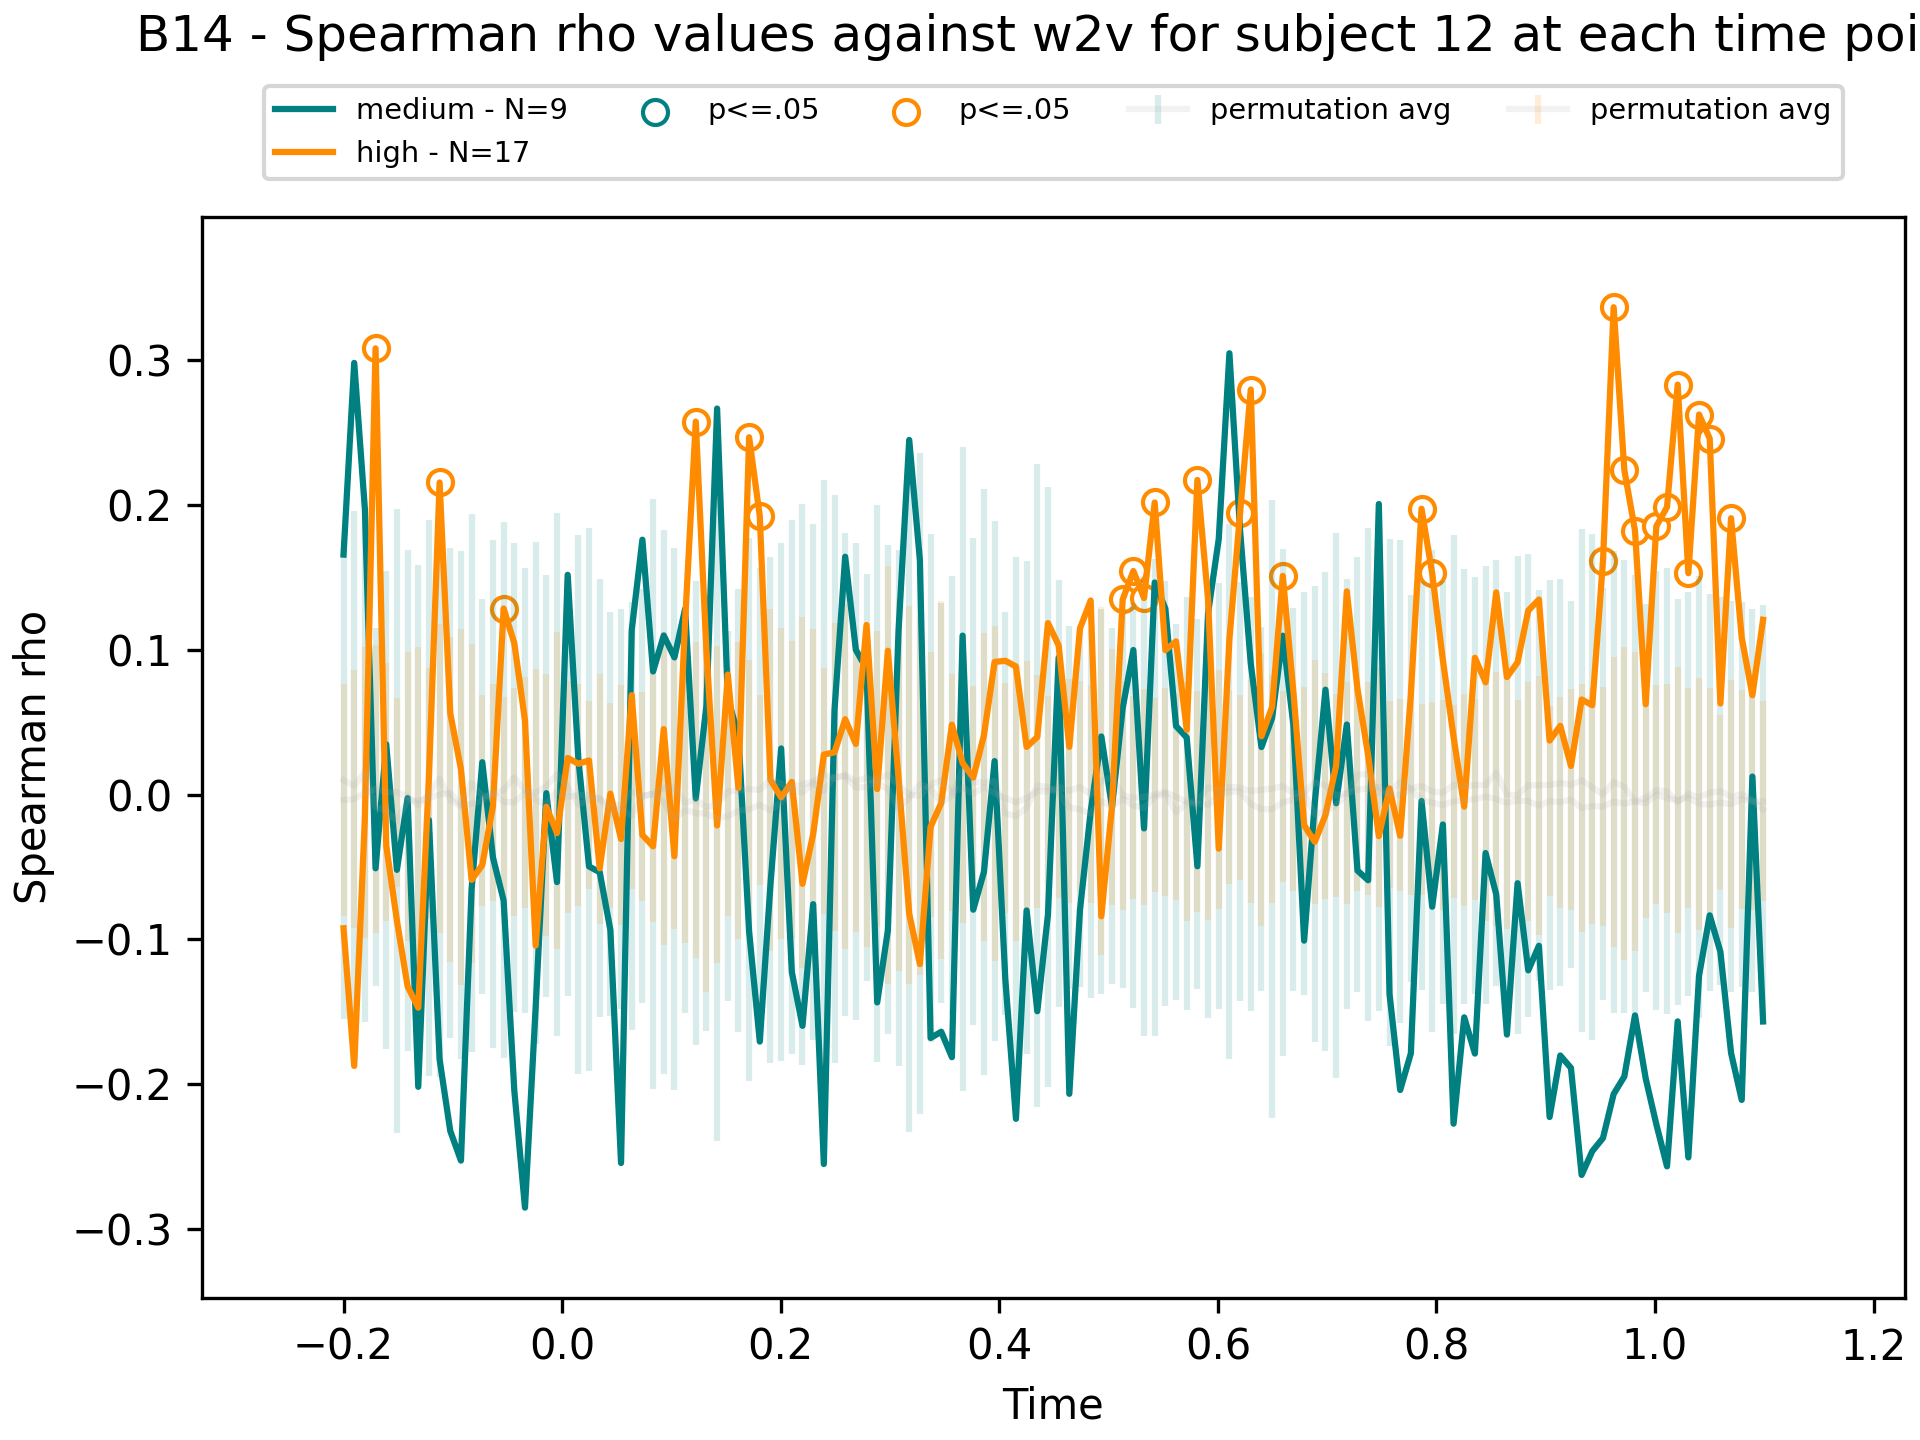 B14 - Spearman rho values against w2v for subject 12 at each time poi
medium - N=9
high - N=17
p<=.05
p<=.05
permutation avg
permutation avg
Spearman rho
0.3
0.2
0.1
0.0
−0.1
−0.2
−0.3
−0.2 0.0 0.2 0.4 0.6 0.8 1.0 1.2
Time